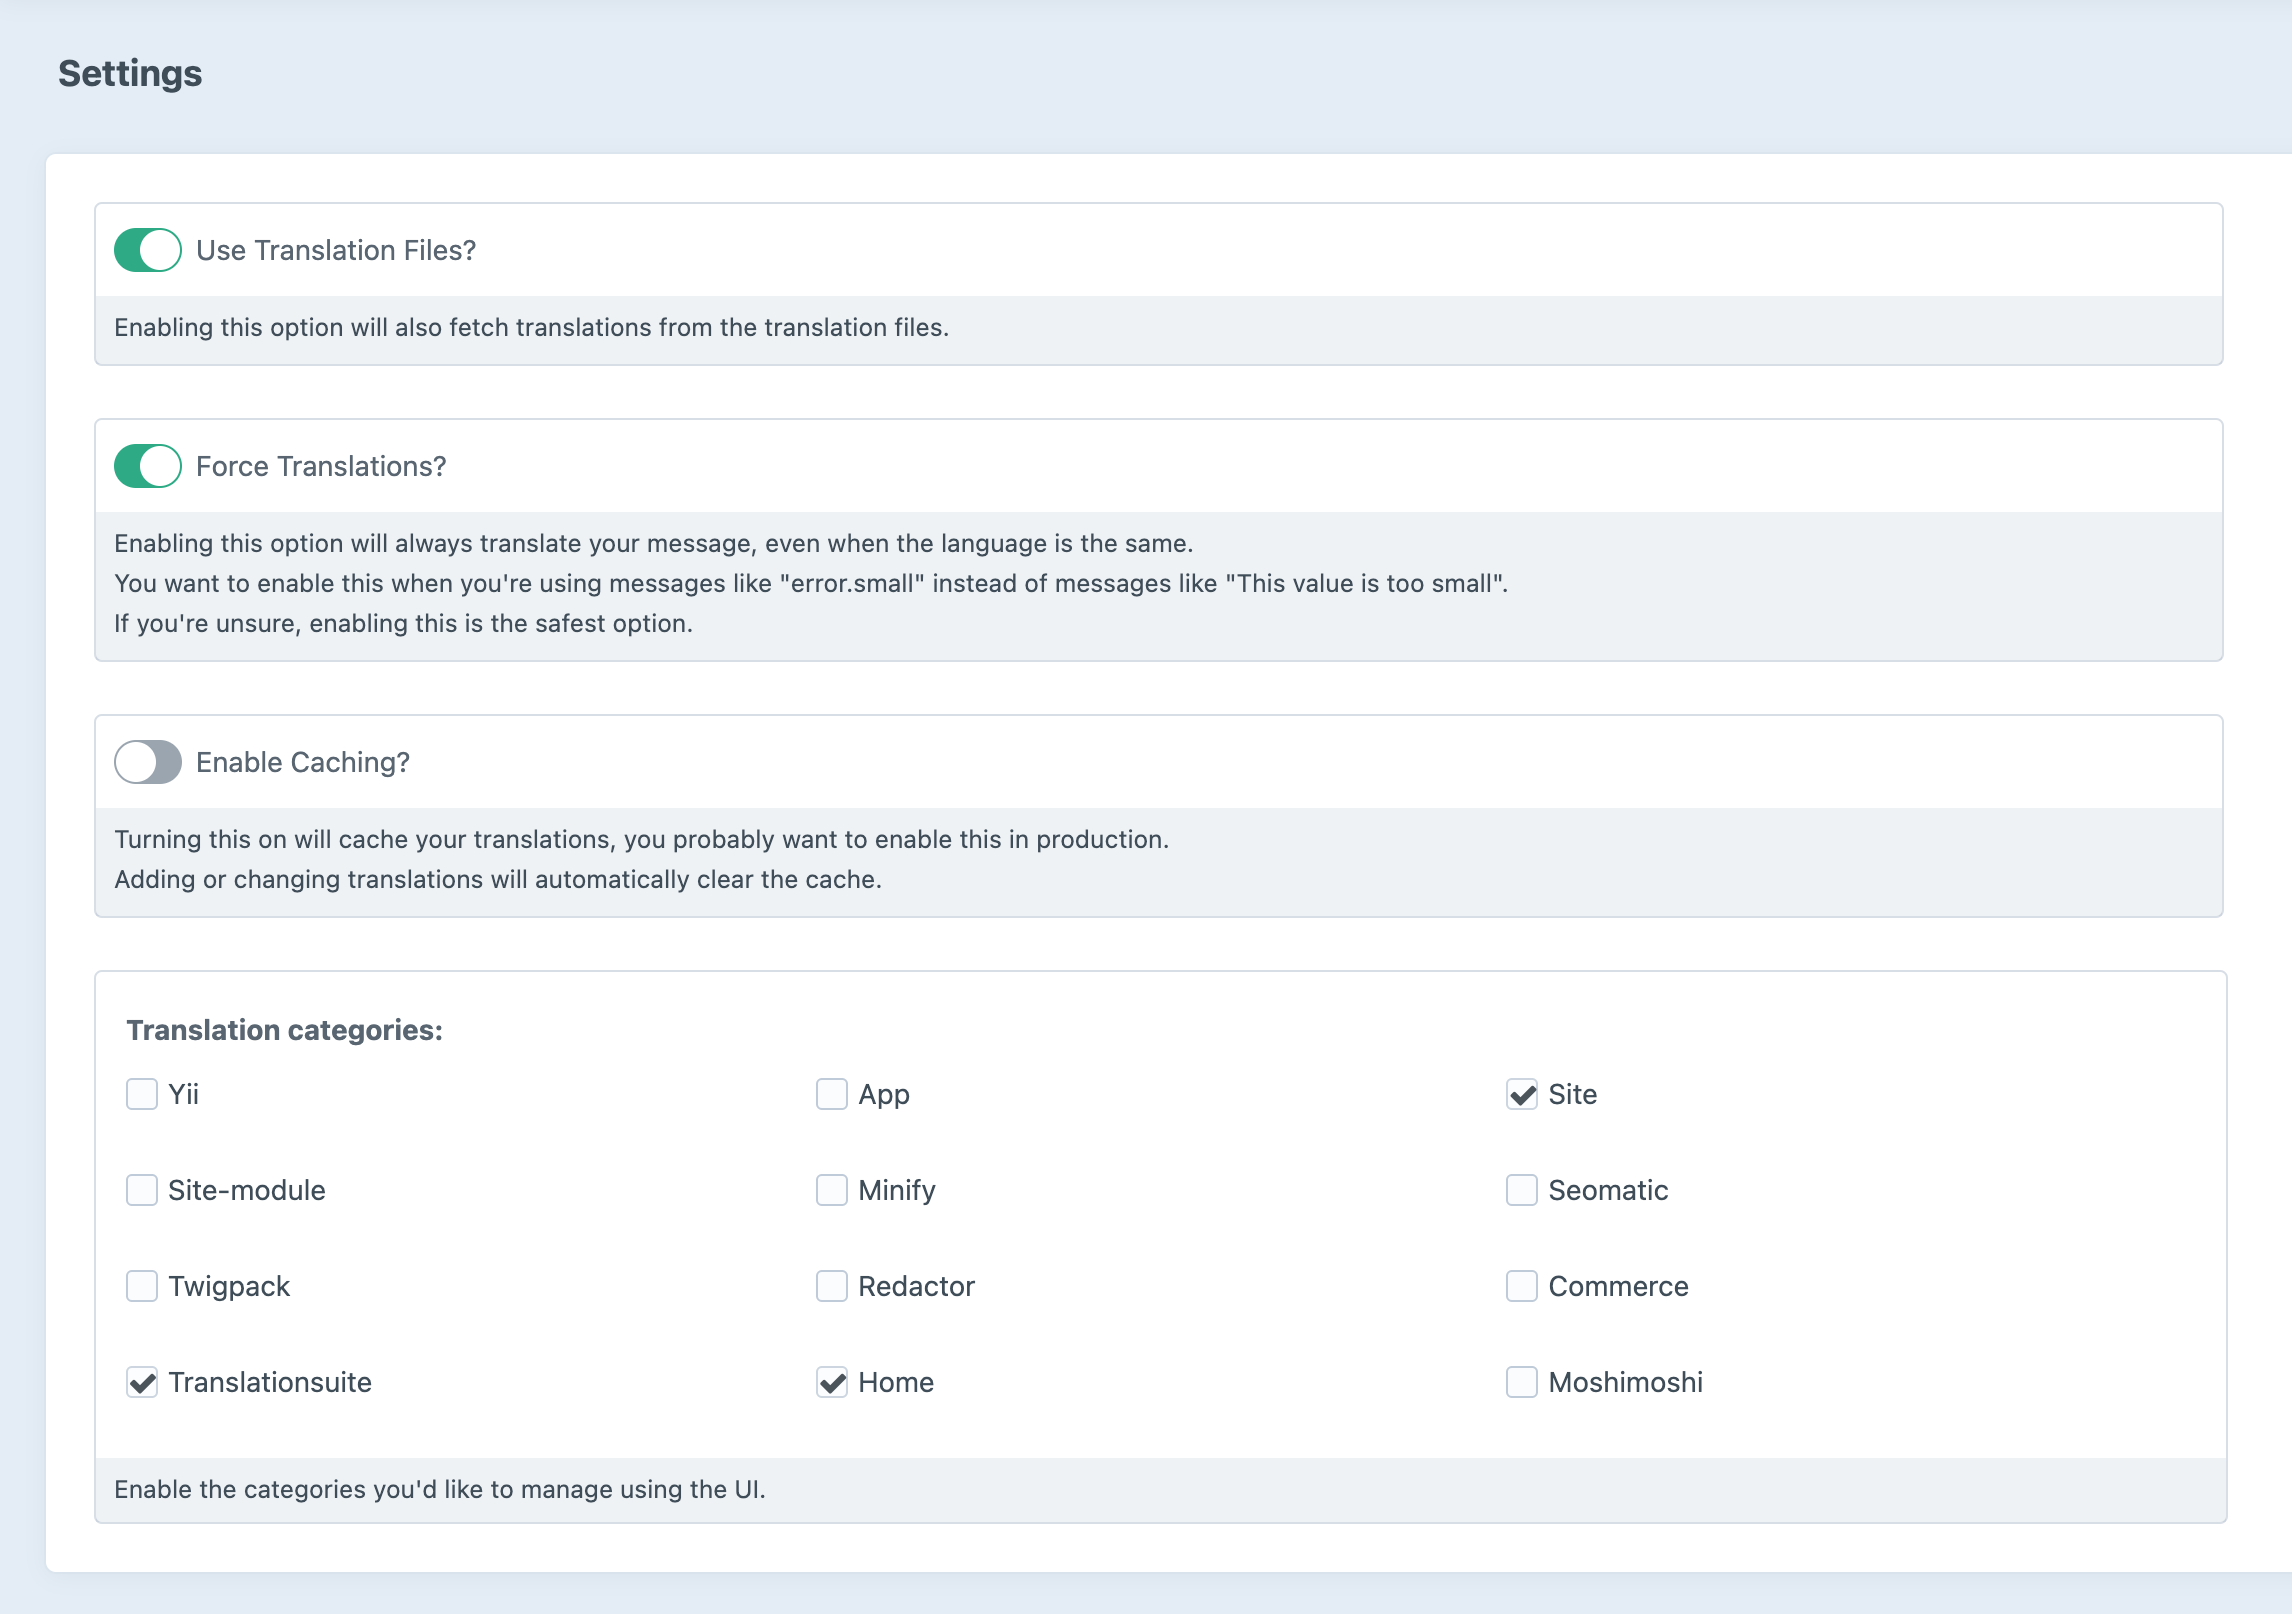 Settings
Use Translation Files?
Enabling this option will also fetch translations from the translation files.
Force Translations?
Enabling this option will always translate your message, even when the language is the same.
You want to enable this when you're using messages like "error.small" instead of messages like "This value is too small".
If you're unsure, enabling this is the safest option.
Enable Caching?
Turning this on will cache your translations, you probably want to enable this in production.
Adding or changing translations will automatically clear the cache.
Translation categories:
Yii
App
Site
Site-module
Minify
Seomatic
Twigpack
Redactor
Commerce
Translationsuite
Home
Moshimoshi
Enable the categories you'd like to manage using the UI.